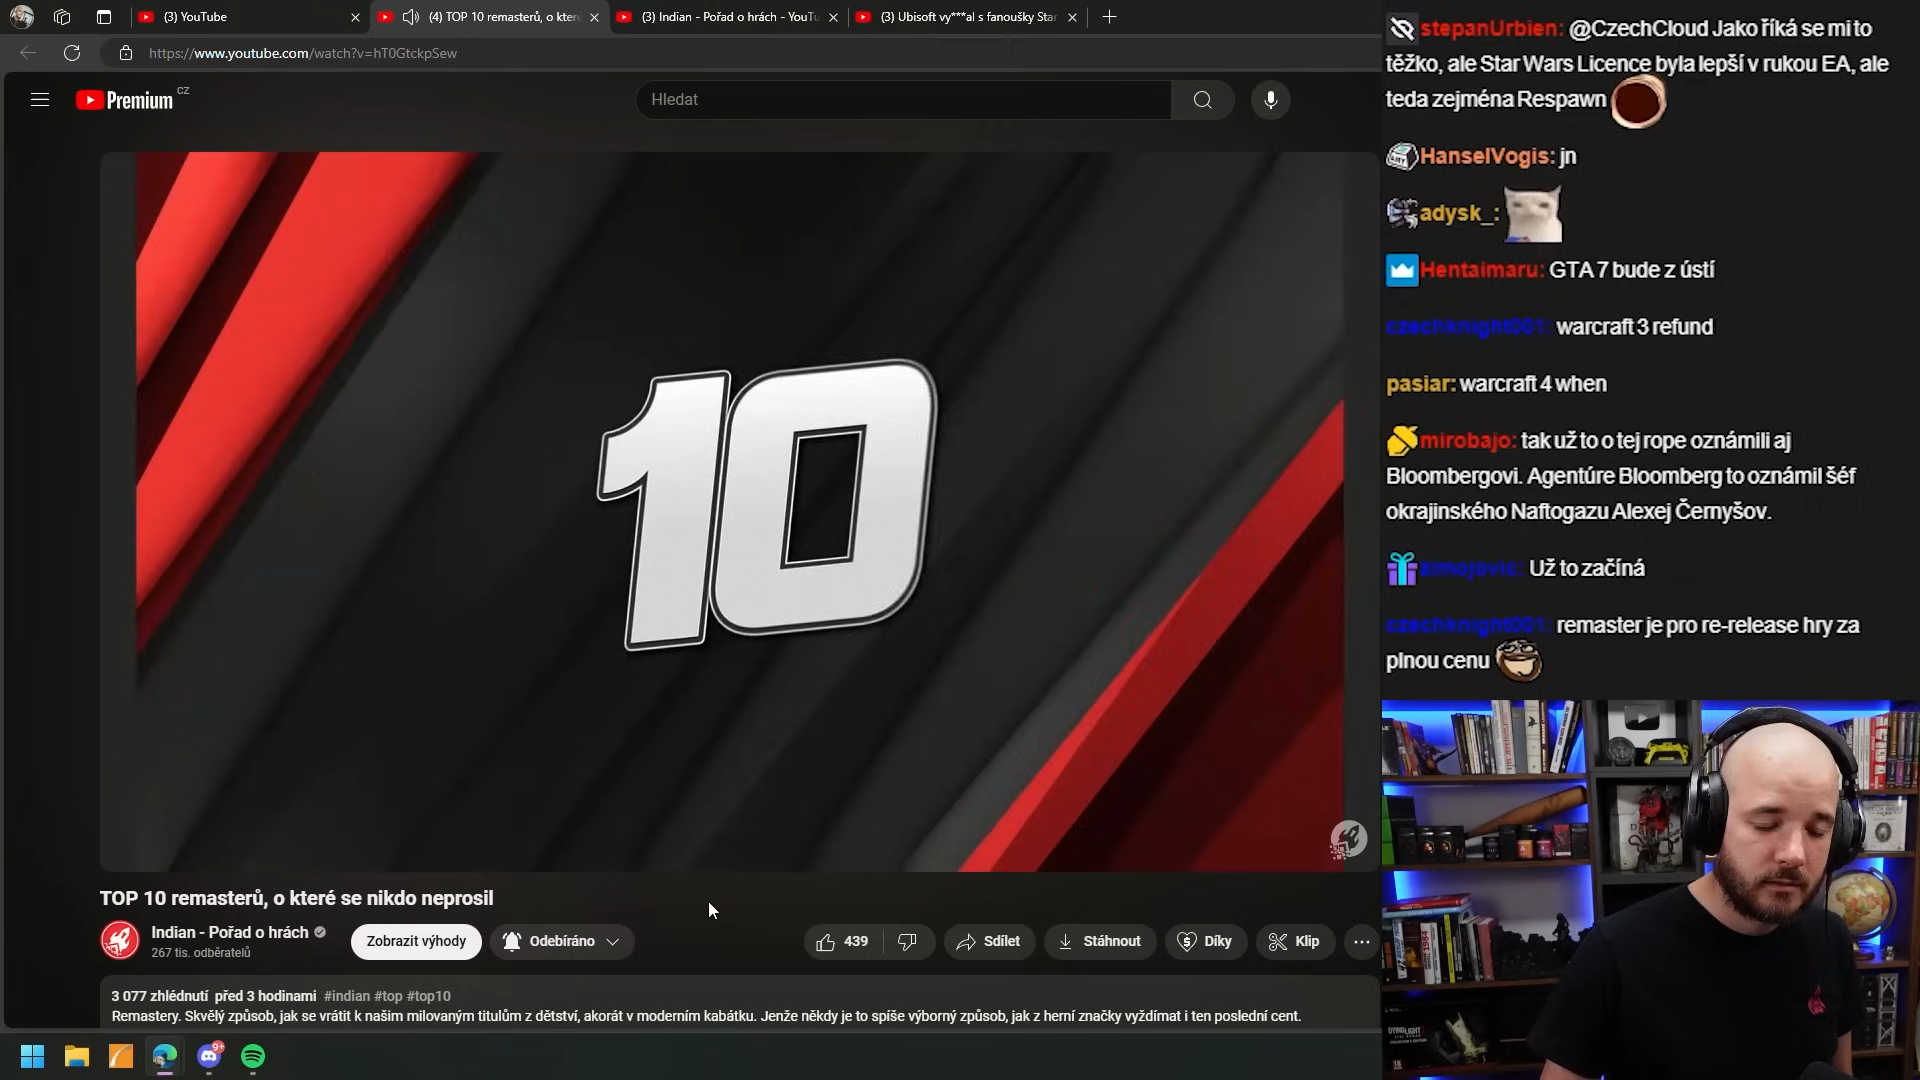 (3) YouTube
(4) TOP 10 remasterů, o kter
(3) Indian - Pořad o hrách - YouTu
(3) Ubisoft vy***al s fanoušky Star
https://www.youtube.com/watch?v=hT0GtckpSew
Premium CZ
Hledat
10
TOP 10 remasterů, o které se nikdo neprosil
Indian - Pořad o hrách
267 tis. odběratelů
Zobrazit výhody
Odebíráno
439
Sdílet
Stáhnout
Díky
Klip
3 077 zhlédnutí před 3 hodinami #indian #top #top10
Remastery. Skvělý způsob, jak se vrátit k našim milovaným titulům z dětství, akorát v moderním kabátku. Jenže někdy je to spíše výborný způsob, jak z herní značky vyždímat i ten poslední cent.
9+
stepanUrbien: @CzechCloud Jako říká se mi to
těžko, ale Star Wars Licence byla lepší v rukou EA, ale
teda zejména Respawn
HanselVogis: jn
adysk_:
Hentaimaru: GTA 7 bude z ústí
czechknight001: warcraft 3 refund
pasiar: warcraft 4 when
mirobajo: tak už to o tej rope oznámili aj
Bloombergovi. Agentúre Bloomberg to oznámil šéf
okrajinského Naftogazu Alexej Černyšov.
zimojovic: Už to začíná
czechknight001: remaster je pro re-release hry za
plnou cenu
1984
DYINGLIGHT